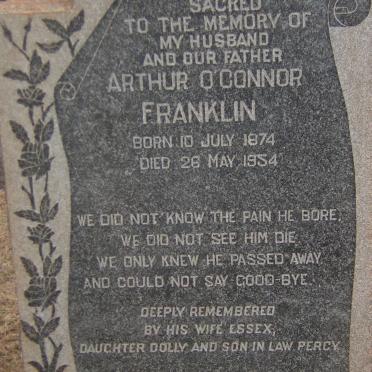 SACRED
TO THE MEMORY OF
MY HUSBAND
AND OUR FATHER
ARTHUR O'CONNOR
FRANKLIN
BORN 10 JULY 1874
DIED 26 MAY 1954
WE DID NOT KNOW THE PAIN HE BORE,
WE DID NOT SEE HIM DIE,
WE ONLY KNEW HE PASSED AWAY,
AND COULD NOT SAY GOOD-BYE.
DEEPLY REMEMBERED
BY HIS WIFE ESSEX,
DAUGHTER DOLLY AND SON IN LAW PERCY